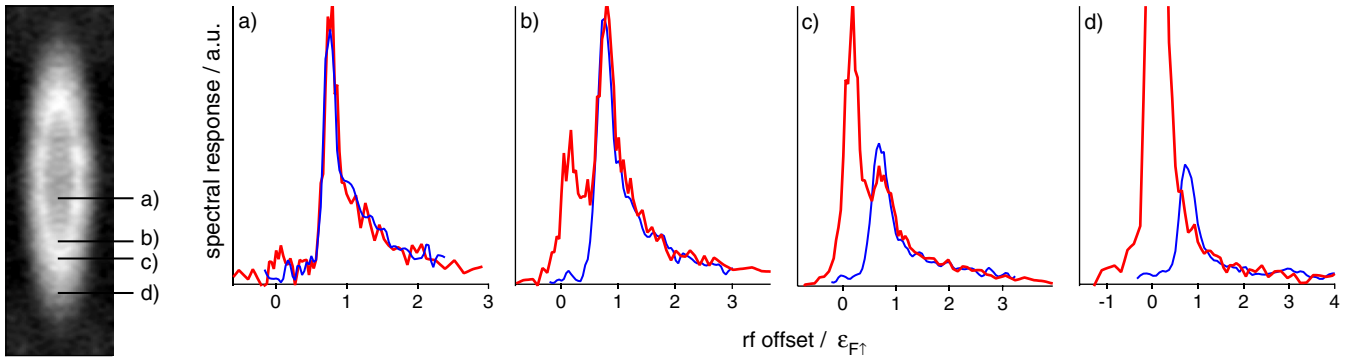 a)
b)
c)
d)
spectral response / a.u.
a)
0 1 2 3
b)
0 1 2 3
c)
0 1 2 3
d)
-1 0 1 2 3 4
rf offset / εF↑